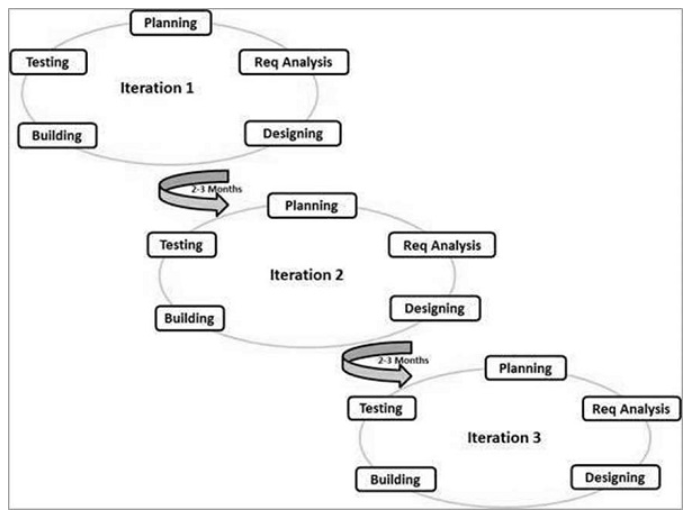 Planning
Testing
Req Analysis
Iteration 1
Building
Designing
2-3 Months
Planning
Testing
Req Analysis
Iteration 2
Building
Designing
2-3 Months
Planning
Testing
Req Analysis
Iteration 3
Building
Designing